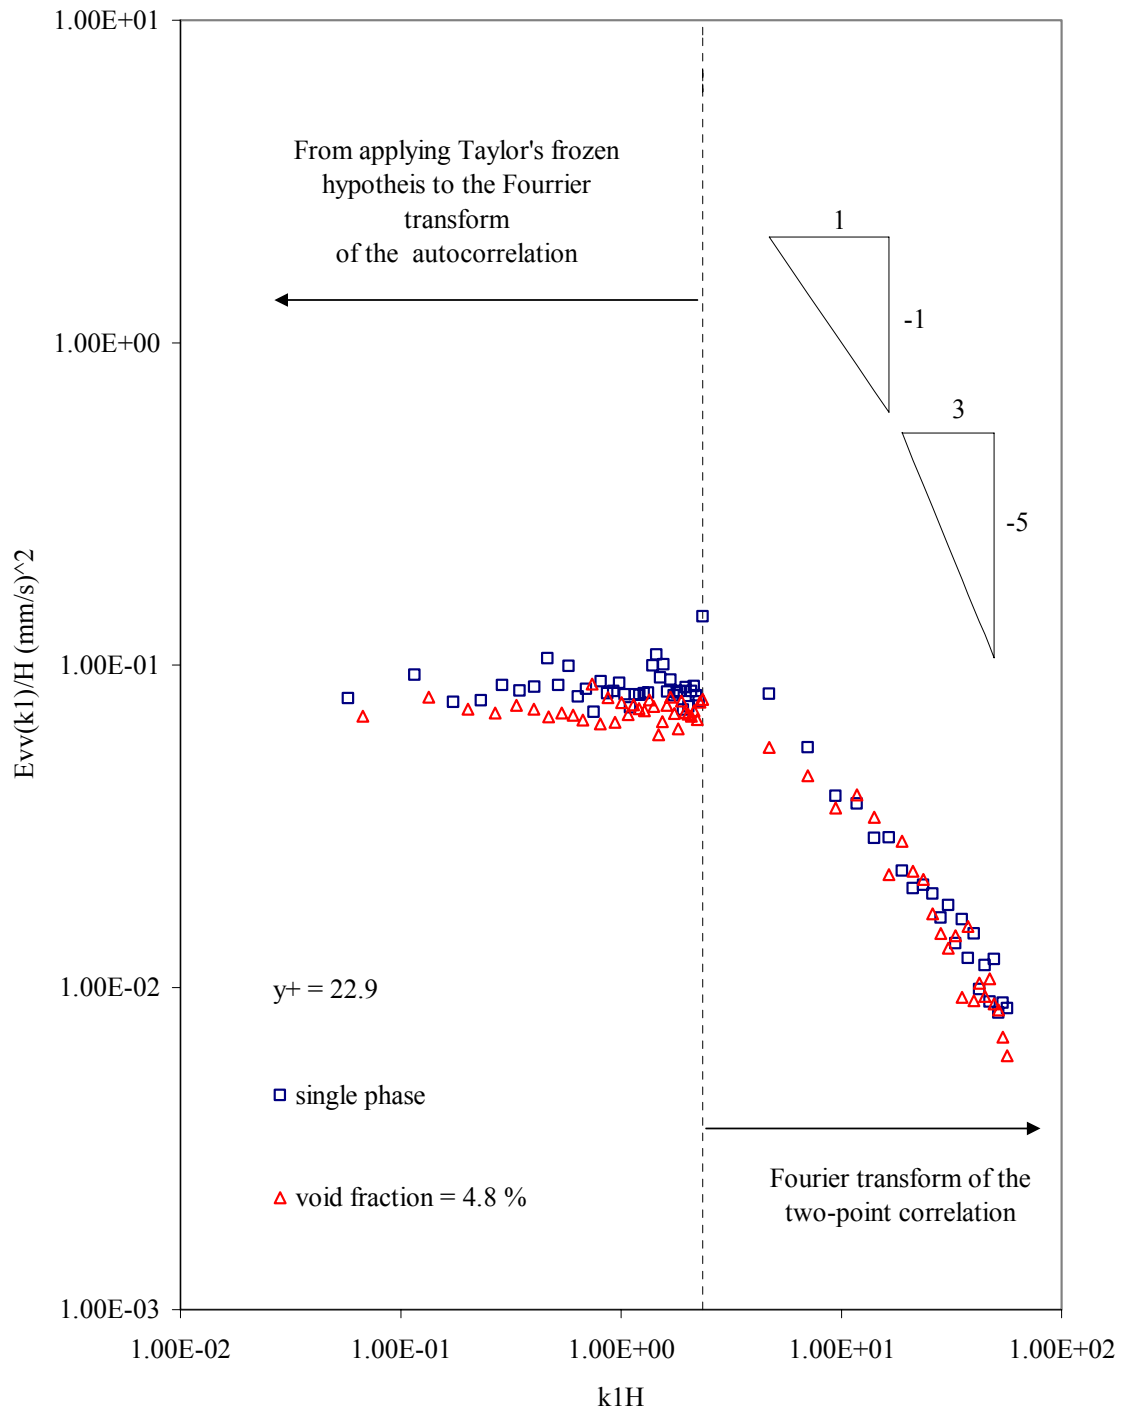 1.00E+01
From applying Taylor's frozen
hypotheis to the Fourrier
transform
of the autocorrelation
1
-1
1.00E+00
3
-5
Evv(k1)/H (mm/s)^2
1.00E-01
1.00E-02
y+ = 22.9
single phase
void fraction = 4.8 %
Fourier transform of the
two-point correlation
1.00E-03
1.00E-02
1.00E-01
1.00E+00
1.00E+01
1.00E+02
k1H